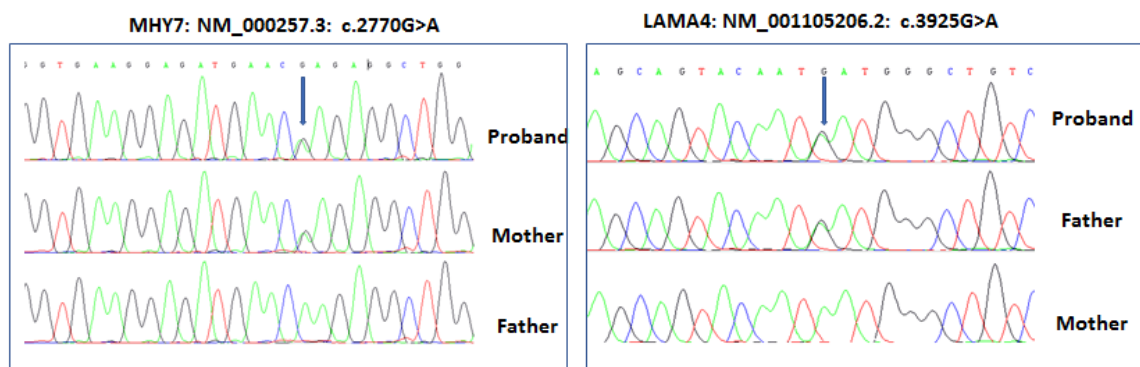 MHY7: NM_000257.3: c.2770G>A
G G T G A A G G A G A T G A A C G A G A G G C T G G
Proband
Mother
Father
LAMA4: NM_001105206.2: c.3925G>A
A G C A G T A C A A T G A T G G G C T G T C
Proband
Father
Mother